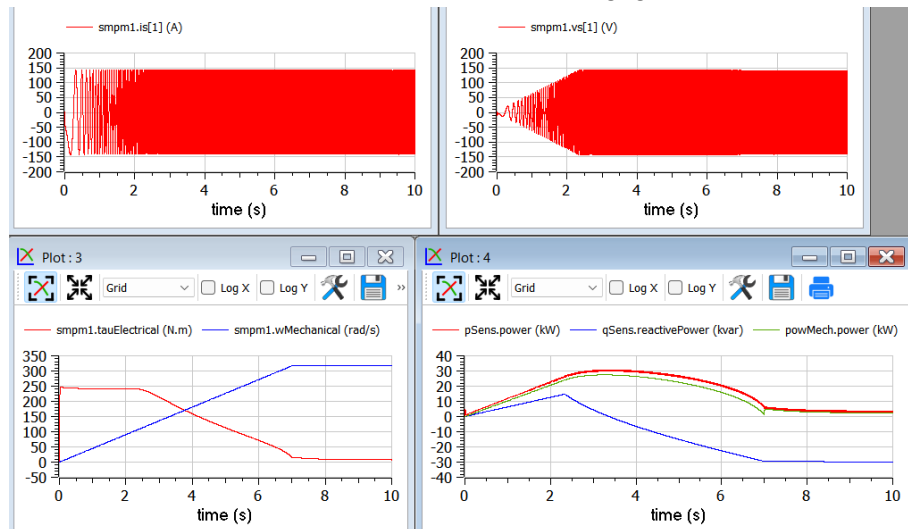 smpm1.is[1] (A)
200
150
100
50
0
-50
-100
-150
-200
0 2 4 6 8 10
time (s)
smpm1.vs[1] (V)
200
150
100
50
0
-50
-100
-150
-200
0 2 4 6 8 10
time (s)
Plot : 3
Grid Log X Log Y »
smpm1.tauElectrical (N.m) smpm1.wMechanical (rad/s)
350
300
250
200
150
100
50
0
-50
0 2 4 6 8 10
time (s)
Plot : 4
Grid Log X Log Y
pSens.power (kW) qSens.reactivePower (kvar) powMech.power (kW)
40
30
20
10
0
-10
-20
-30
-40
0 2 4 6 8 10
time (s)